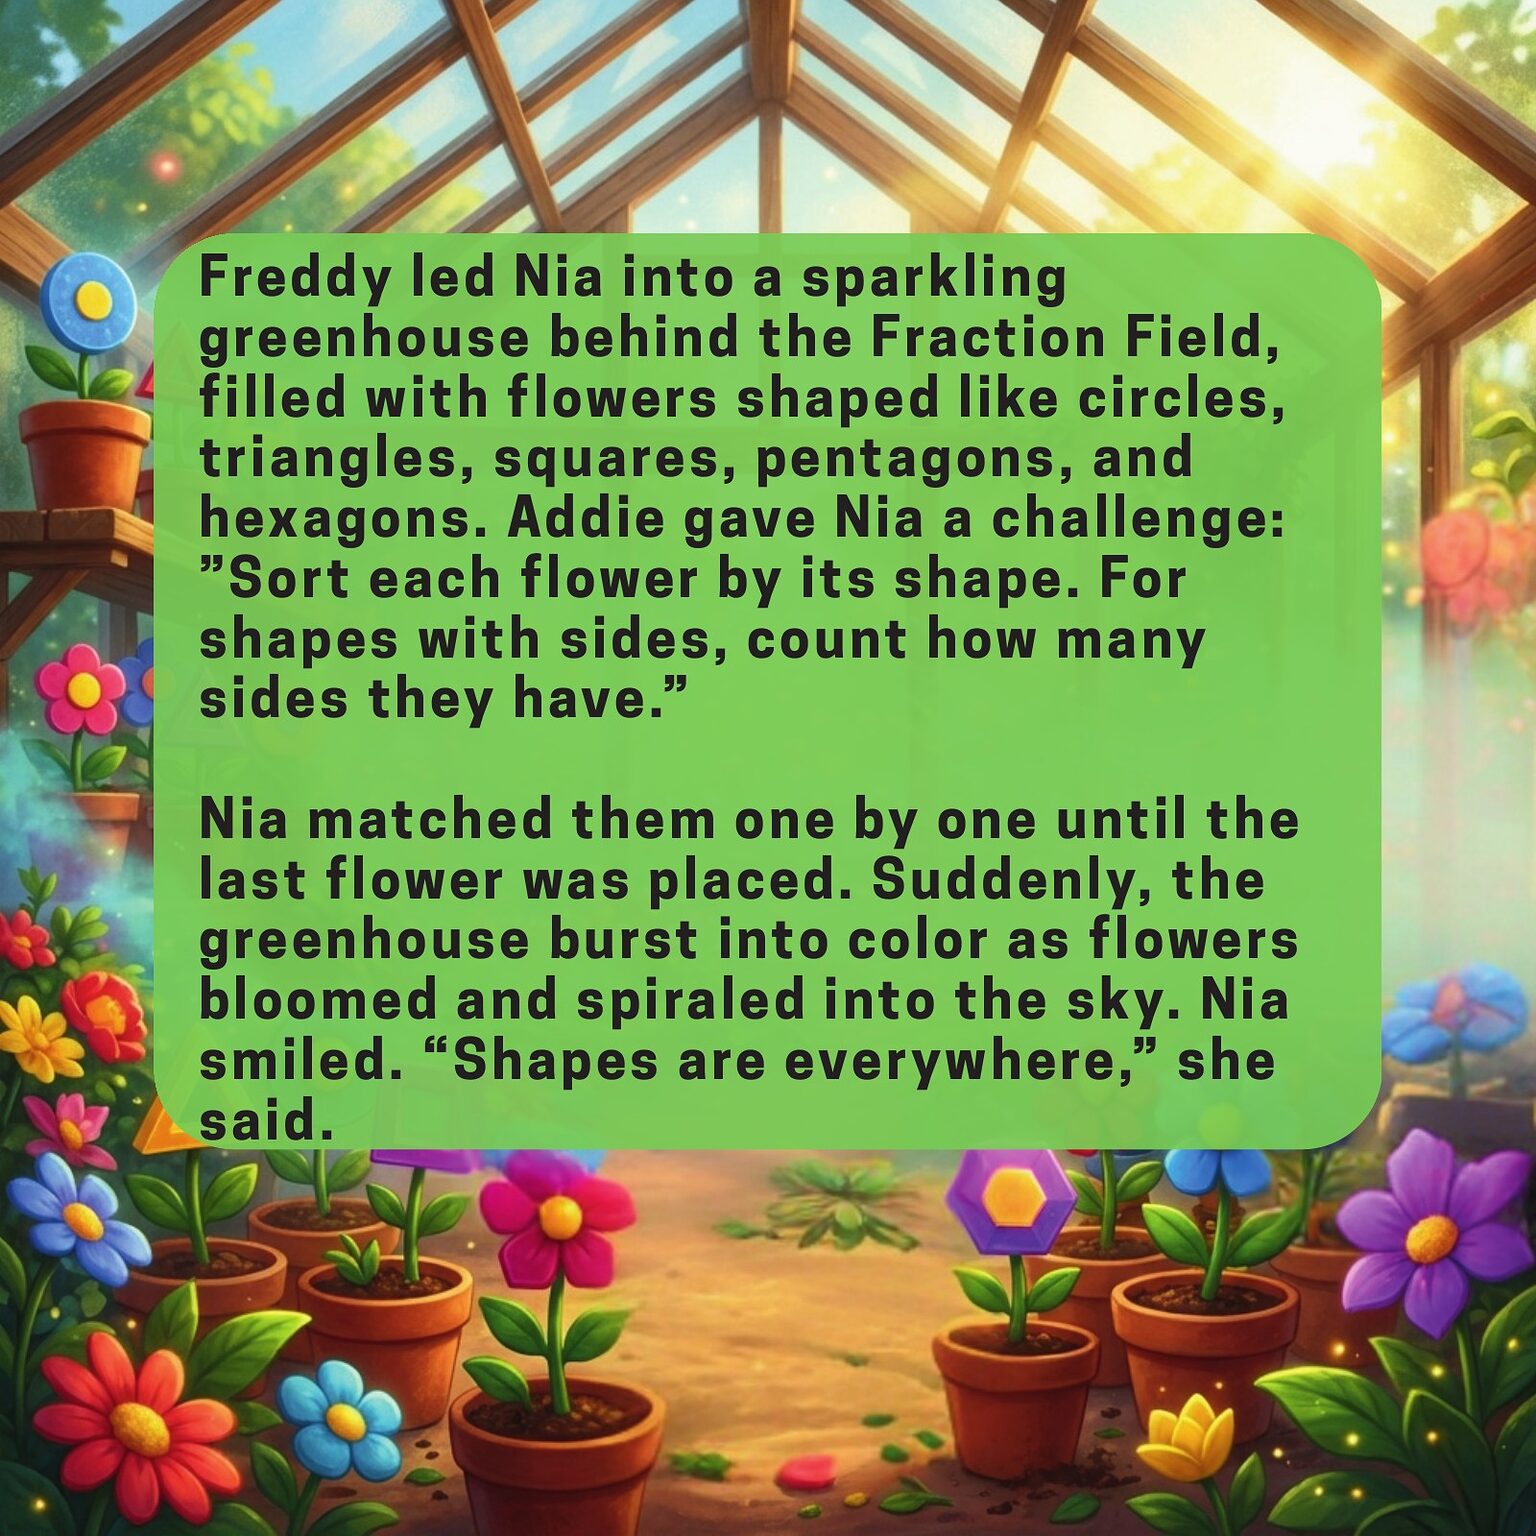 Freddy led Nia into a sparkling
greenhouse behind the Fraction Field,
filled with flowers shaped like circles,
triangles, squares, pentagons, and
hexagons. Addie gave Nia a challenge:
”Sort each flower by its shape. For
shapes with sides, count how many
sides they have.”
Nia matched them one by one until the
last flower was placed. Suddenly, the
greenhouse burst into color as flowers
bloomed and spiraled into the sky. Nia
smiled. “Shapes are everywhere,” she
said.